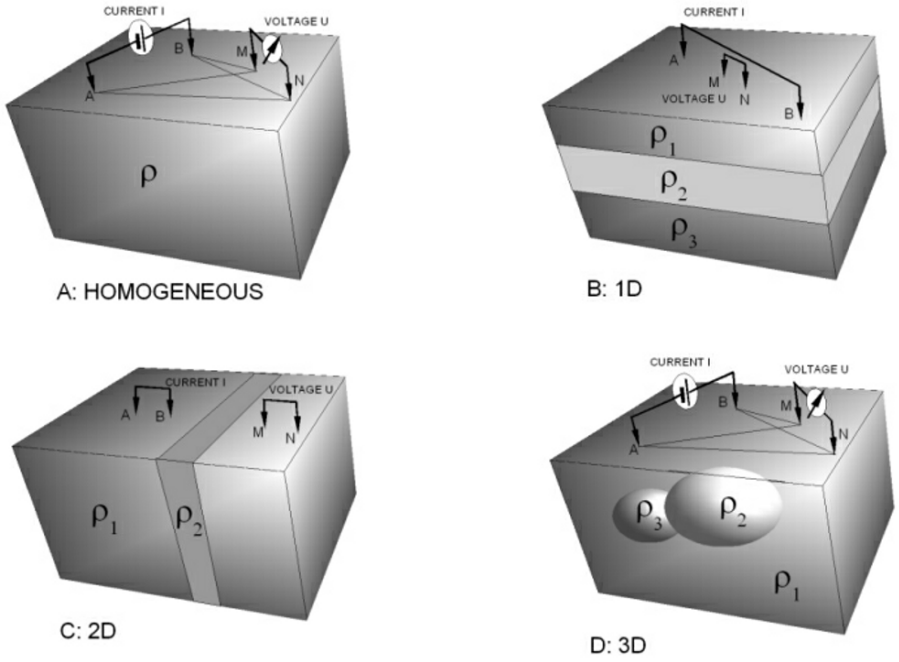 CURRENT I
VOLTAGE U
B
M
A
N
ρ
A: HOMOGENEOUS
CURRENT I
A
M
VOLTAGE U
N
B
ρ1
ρ2
ρ3
B: 1D
CURRENT I
VOLTAGE U
A
B
M
N
ρ1
ρ2
C: 2D
CURRENT I
VOLTAGE U
B
M
A
N
ρ3
ρ2
ρ1
D: 3D